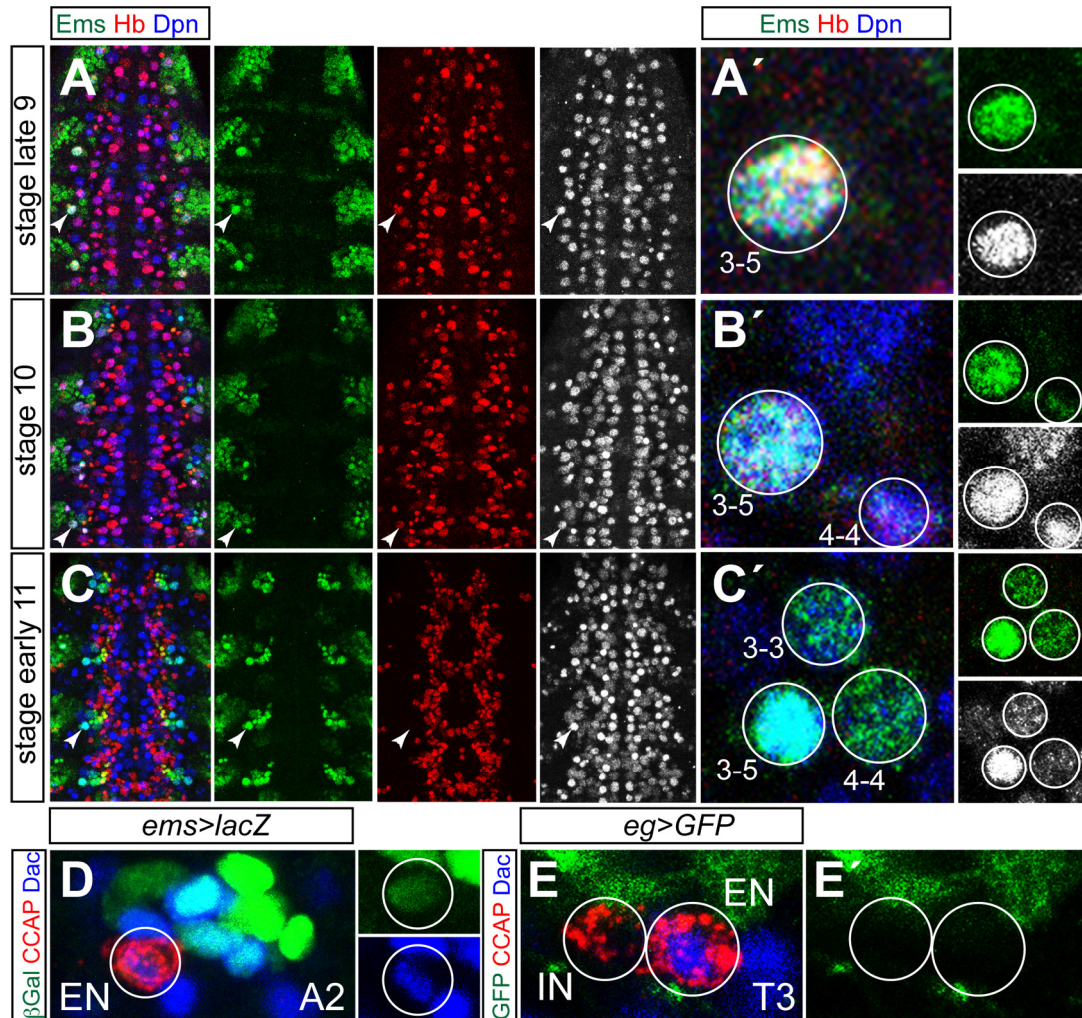 Ems Hb Dpn
Ems Hb Dpn
stage late 9
A
A´
3-5
stage 10
B
B´
3-5
4-4
stage early 11
C
C´
3-3
3-5
4-4
ems>lacZ
eg>GFP
βGal CCAP Dac
D
EN
A2
GFP CCAP Dac
E
EN
IN
T3
E´